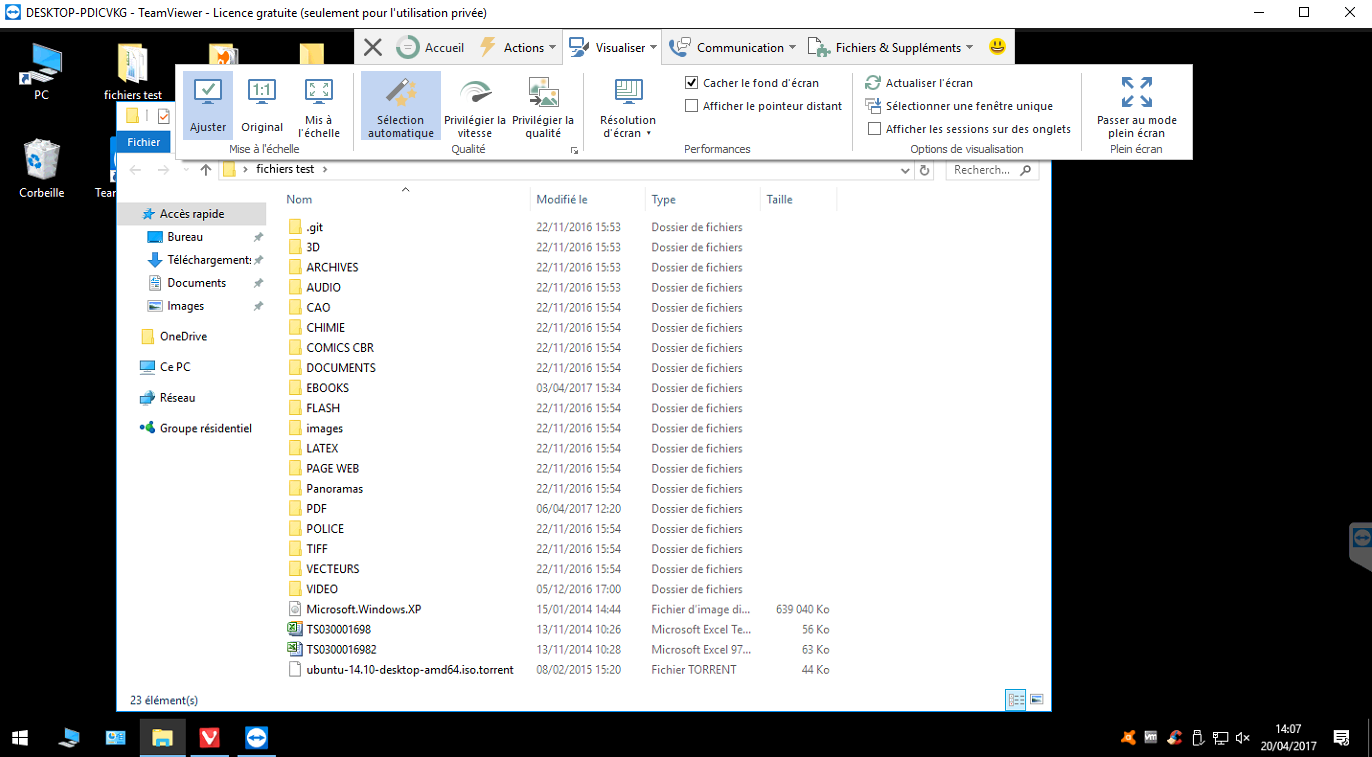 DESKTOP-PDICVKG - TeamViewer - Licence gratuite (seulement pour l'utilisation privée)
Accueil
Actions
Visualiser
Communication
Fichiers & Suppléments
Ajuster
1:1
Original
Mis à
l'échelle
Mise à l'échelle
Sélection
automatique
Privilégier la
vitesse
Privilégier la
qualité
Qualité
Résolution
d'écran
Cacher le fond d'écran
Afficher le pointeur distant
Performances
Actualiser l'écran
Sélectionner une fenêtre unique
Afficher les sessions sur des onglets
Options de visualisation
Passer au mode
plein écran
Plein écran
PC
fichiers test
Corbeille
Fichier
fichiers test
Recherch...
Accès rapide
Bureau
Téléchargement
Documents
Images
OneDrive
Ce PC
Réseau
Groupe résidentiel
Nom Modifié le Type Taille
.git 22/11/2016 15:53 Dossier de fichiers
3D 22/11/2016 15:53 Dossier de fichiers
ARCHIVES 22/11/2016 15:53 Dossier de fichiers
AUDIO 22/11/2016 15:53 Dossier de fichiers
CAO 22/11/2016 15:54 Dossier de fichiers
CHIMIE 22/11/2016 15:54 Dossier de fichiers
COMICS CBR 22/11/2016 15:54 Dossier de fichiers
DOCUMENTS 22/11/2016 15:54 Dossier de fichiers
EBOOKS 03/04/2017 15:34 Dossier de fichiers
FLASH 22/11/2016 15:54 Dossier de fichiers
images 22/11/2016 15:54 Dossier de fichiers
LATEX 22/11/2016 15:54 Dossier de fichiers
PAGE WEB 22/11/2016 15:54 Dossier de fichiers
Panoramas 22/11/2016 15:54 Dossier de fichiers
PDF 06/04/2017 12:20 Dossier de fichiers
POLICE 22/11/2016 15:54 Dossier de fichiers
TIFF 22/11/2016 15:54 Dossier de fichiers
VECTEURS 22/11/2016 15:54 Dossier de fichiers
VIDEO 05/12/2016 17:00 Dossier de fichiers
Microsoft.Windows.XP 15/01/2014 14:44 Fichier d'image di... 639 040 Ko
TS030001698 13/11/2014 10:26 Microsoft Excel Te... 56 Ko
TS0300016982 13/11/2014 10:28 Microsoft Excel 97... 63 Ko
ubuntu-14.10-desktop-amd64.iso.torrent 08/02/2015 15:20 Fichier TORRENT 44 Ko
23 élément(s)
14:07
20/04/2017